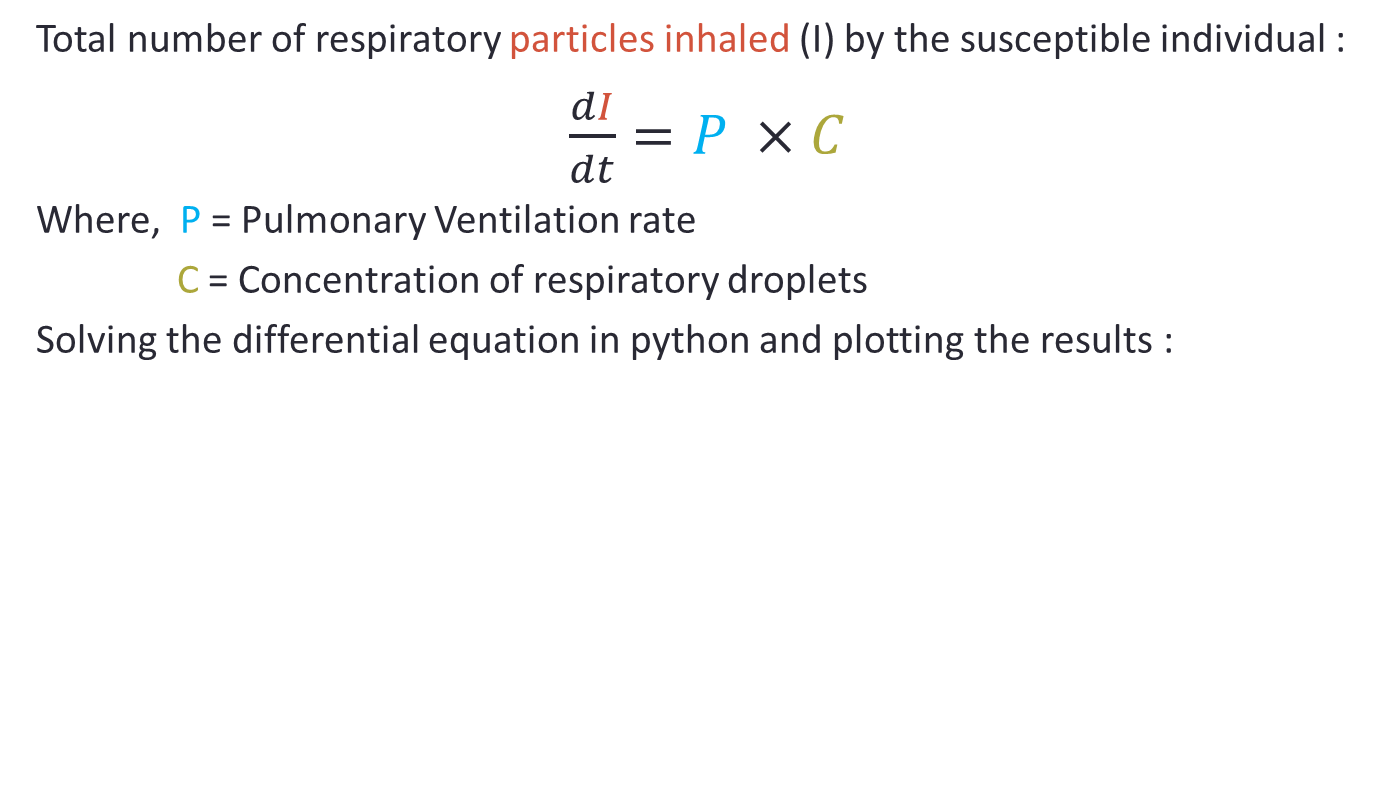 Total number of respiratory particles inhaled (I) by the susceptible individual :
dI/dt = P × C
Where, P = Pulmonary Ventilation rate
C = Concentration of respiratory droplets
Solving the differential equation in python and plotting the results :